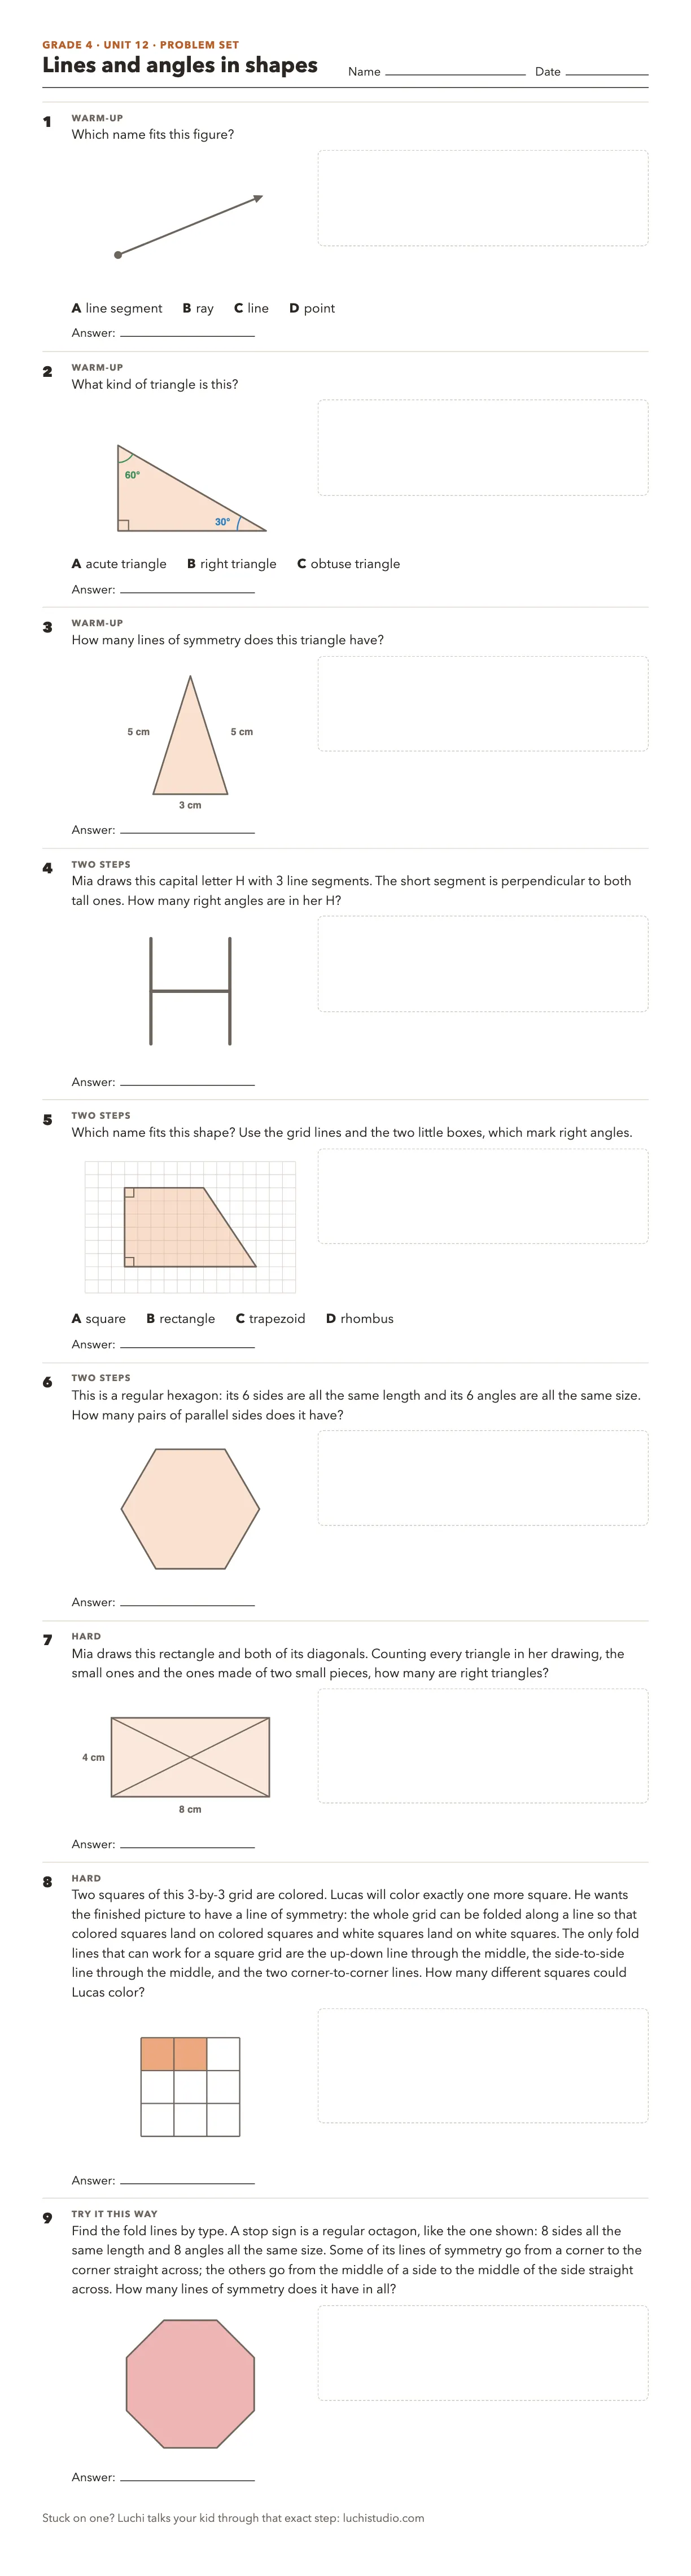 GRADE 4 · UNIT 12 · PROBLEM SET
Lines and angles in shapes
Name
Date
1
WARM-UP
Which name fits this figure?
A line segment B ray C line D point
Answer:
2
WARM-UP
What kind of triangle is this?
60°
30°
A acute triangle B right triangle C obtuse triangle
Answer:
3
WARM-UP
How many lines of symmetry does this triangle have?
5 cm
5 cm
3 cm
Answer:
4
TWO STEPS
Mia draws this capital letter H with 3 line segments. The short segment is perpendicular to both
tall ones. How many right angles are in her H?
Answer:
5
TWO STEPS
Which name fits this shape? Use the grid lines and the two little boxes, which mark right angles.
A square B rectangle C trapezoid D rhombus
Answer:
6
TWO STEPS
This is a regular hexagon: its 6 sides are all the same length and its 6 angles are all the same size.
How many pairs of parallel sides does it have?
Answer:
7
HARD
Mia draws this rectangle and both of its diagonals. Counting every triangle in her drawing, the
small ones and the ones made of two small pieces, how many are right triangles?
4 cm
8 cm
Answer:
8
HARD
Two squares of this 3-by-3 grid are colored. Lucas will color exactly one more square. He wants
the finished picture to have a line of symmetry: the whole grid can be folded along a line so that
colored squares land on colored squares and white squares land on white squares. The only fold
lines that can work for a square grid are the up-down line through the middle, the side-to-side
line through the middle, and the two corner-to-corner lines. How many different squares could
Lucas color?
Answer:
9
TRY IT THIS WAY
Find the fold lines by type. A stop sign is a regular octagon, like the one shown: 8 sides all the
same length and 8 angles all the same size. Some of its lines of symmetry go from a corner to the
corner straight across; the others go from the middle of a side to the middle of the side straight
across. How many lines of symmetry does it have in all?
Answer:
Stuck on one? Luchi talks your kid through that exact step: luchistudio.com